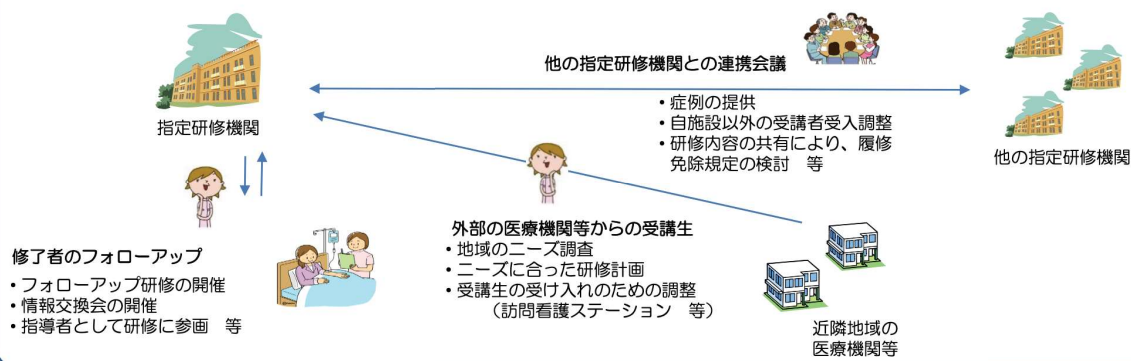 他の指定研修機関との連携会議
・症例の提供
・自施設以外の受講者受入調整
・研修内容の共有により、履修
免除規定の検討　等
指定研修機関
他の指定研修機関
修了者のフォローアップ
・フォローアップ研修の開催
・情報交換会の開催
・指導者として研修に参画　等
外部の医療機関等からの受講生
・地域のニーズ調査
・ニーズに合った研修計画
・受講生の受け入れのための調整
（訪問看護ステーション　等）
近隣地域の
医療機関等